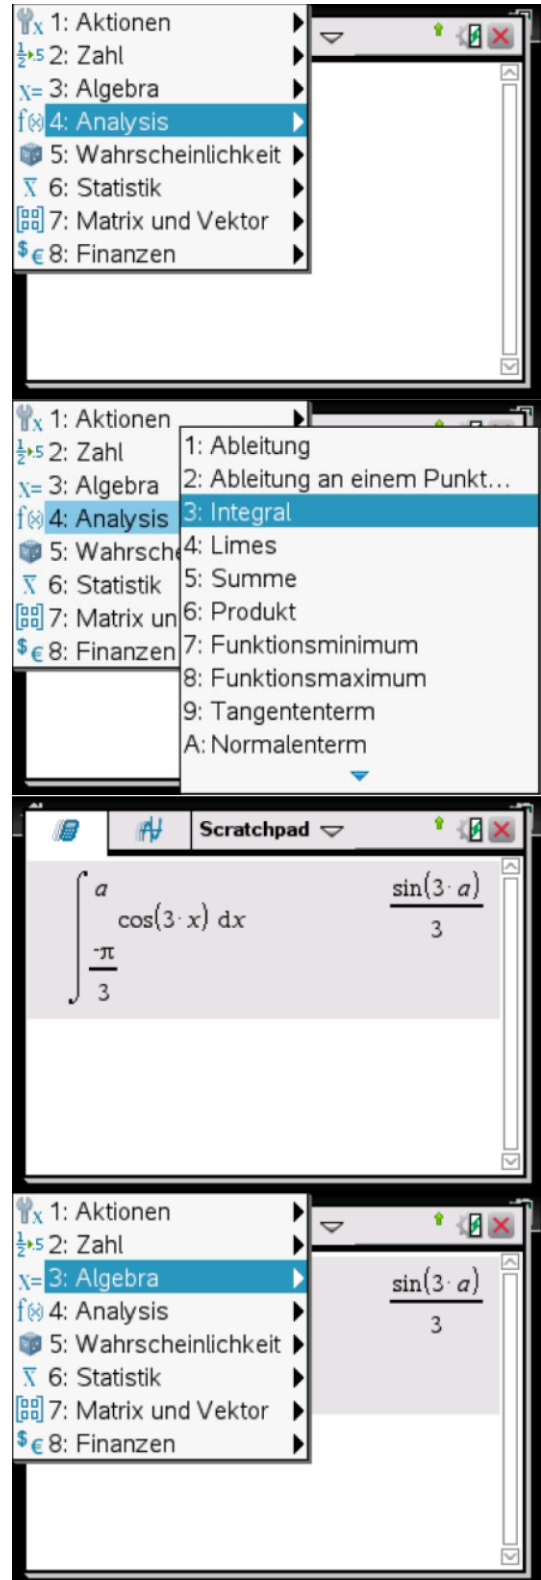 1: Aktionen
2: Zahl
3: Algebra
4: Analysis
5: Wahrscheinlichkeit
6: Statistik
7: Matrix und Vektor
8: Finanzen
1: Aktionen
2: Zahl
3: Algebra
4: Analysis
5: Wahrsche
6: Statistik
7: Matrix un
8: Finanzen
1: Ableitung
2: Ableitung an einem Punkt...
3: Integral
4: Limes
5: Summe
6: Produkt
7: Funktionsminimum
8: Funktionsmaximum
9: Tangententerm
A: Normalenterm
Scratchpad
∫ a
cos(3·x) dx
-π
3
sin(3·a)
3
1: Aktionen
2: Zahl
3: Algebra
4: Analysis
5: Wahrscheinlichkeit
6: Statistik
7: Matrix und Vektor
8: Finanzen
sin(3·a)
3